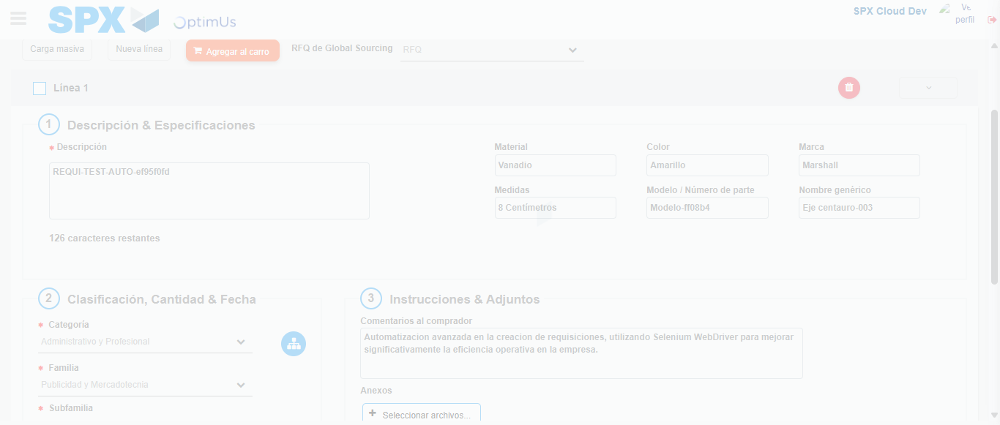 SPX
OptimUs
SPX Cloud Dev
Ve
perfil
Carga masiva
Nueva línea
Agregar al carro
RFQ de Global Sourcing
RFQ
Línea 1
1
Descripción & Especificaciones
* Descripción
REQUI-TEST-AUTO-ef95f0fd
126 caracteres restantes
Material
Color
Marca
Vanadio
Amarillo
Marshall
Medidas
Modelo / Número de parte
Nombre genérico
8 Centímetros
Modelo-ff08b4
Eje centauro-003
2
Clasificación, Cantidad & Fecha
* Categoría
Administrativo y Profesional
* Familia
Publicidad y Mercadotecnia
* Subfamilia
3
Instrucciones & Adjuntos
Comentarios al comprador
Automatizacion avanzada en la creacion de requisiciones, utilizando Selenium WebDriver para mejorar
significativamente la eficiencia operativa en la empresa.
Anexos
+ Seleccionar archivos...